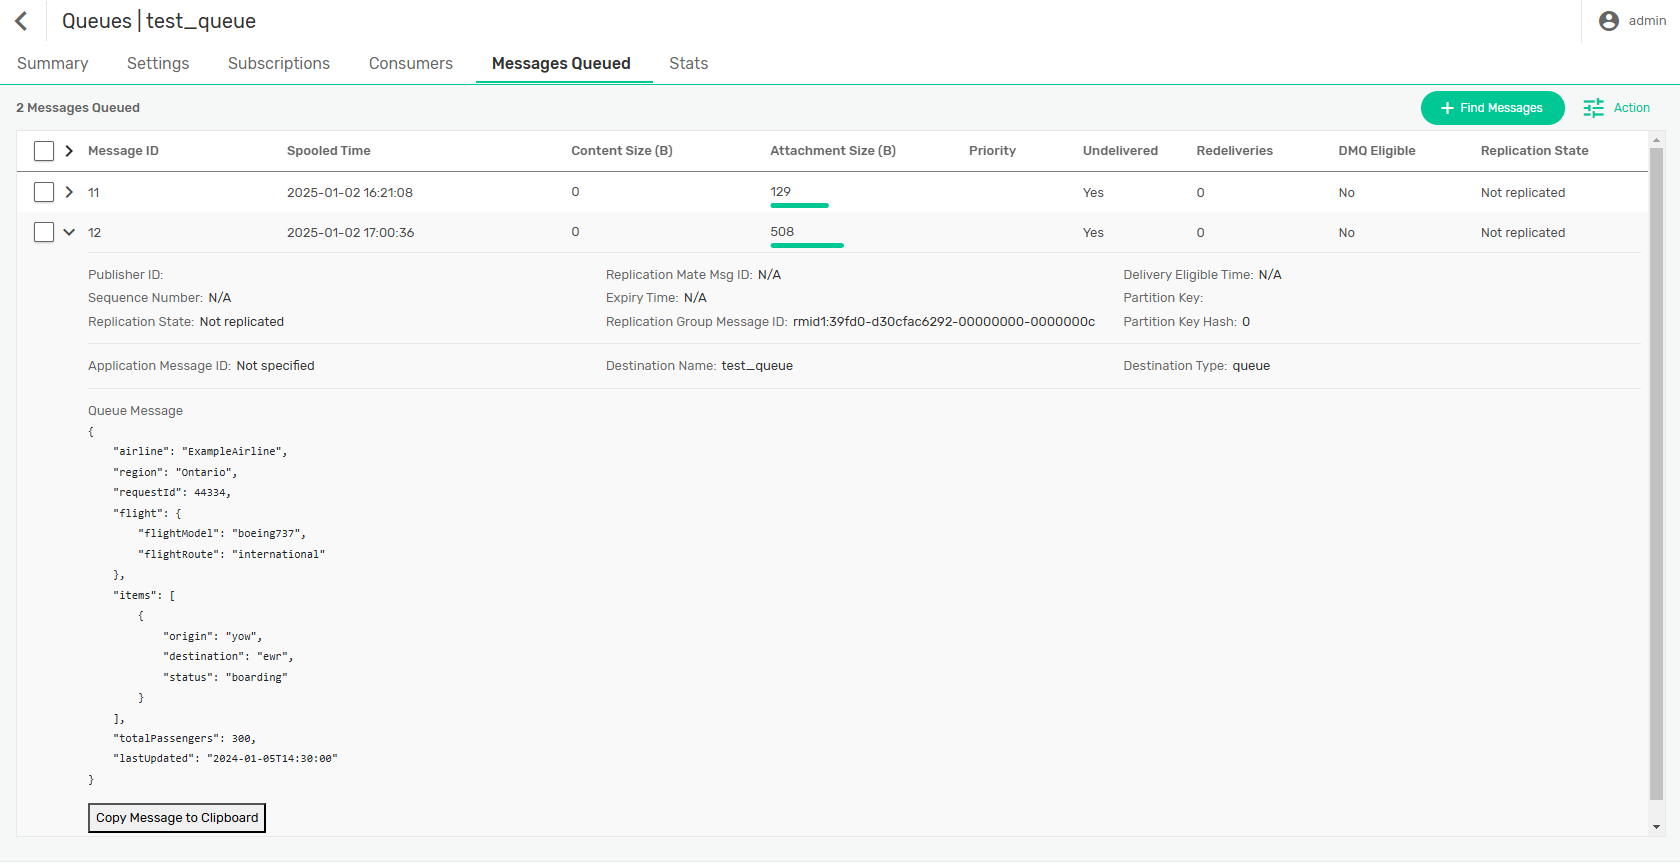 Queues | test_queue
admin
Summary Settings Subscriptions Consumers Messages Queued Stats
2 Messages Queued
+ Find Messages Action
Message ID Spooled Time Content Size (B) Attachment Size (B) Priority Undelivered Redeliveries DMQ Eligible Replication State
11 2025-01-02 16:21:08 0 129 Yes 0 No Not replicated
12 2025-01-02 17:00:36 0 508 Yes 0 No Not replicated
Publisher ID: Replication Mate Msg ID: N/A Delivery Eligible Time: N/A
Sequence Number: N/A Expiry Time: N/A Partition Key:
Replication State: Not replicated Replication Group Message ID: rmid1:39fd0-d30cfac6292-00000000-0000000c Partition Key Hash: 0
Application Message ID: Not specified Destination Name: test_queue Destination Type: queue
Queue Message
{
"airline": "ExampleAirline",
"region": "Ontario",
"requestId": 44334,
"flight": {
"flightModel": "boeing737",
"flightRoute": "international"
},
"items": [
{
"origin": "yow",
"destination": "ewr",
"status": "boarding"
}
],
"totalPassengers": 300,
"lastUpdated": "2024-01-05T14:30:00"
}
Copy Message to Clipboard